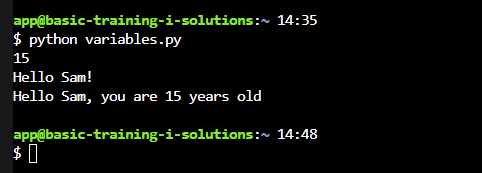 app@basic-training-i-solutions:~ 14:35
$ python variables.py
15
Hello Sam!
Hello Sam, you are 15 years old
app@basic-training-i-solutions:~ 14:48
$